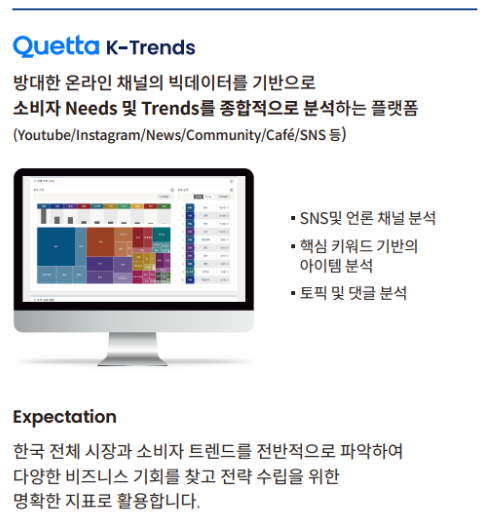 Quetta K-Trends
방대한 온라인 채널의 빅데이터를 기반으로
소비자 Needs 및 Trends를 종합적으로 분석하는 플랫폼
(Youtube/Instagram/News/Community/Café/SNS 등)
▪ SNS및 언론 채널 분석
▪ 핵심 키워드 기반의
아이템 분석
▪ 토픽 및 댓글 분석
Expectation
한국 전체 시장과 소비자 트렌드를 전반적으로 파악하여
다양한 비즈니스 기회를 찾고 전략 수립을 위한
명확한 지표로 활용합니다.